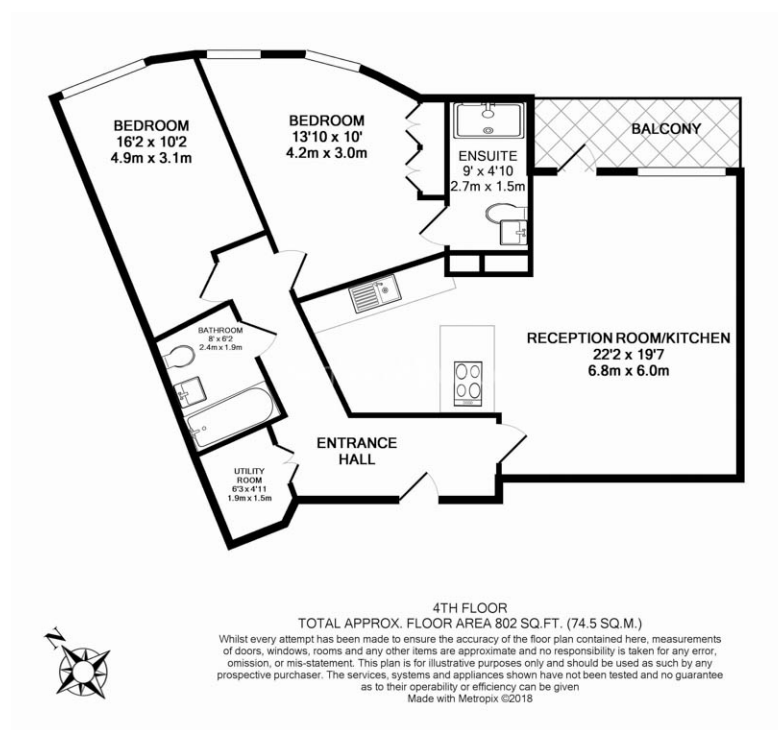 BEDROOM
16'2 x 10'2
4.9m x 3.1m
BEDROOM
13'10 x 10'
4.2m x 3.0m
ENSUITE
9' x 4'10
2.7m x 1.5m
BALCONY
BATHROOM
8' x 6'2
2.4m x 1.9m
RECEPTION ROOM/KITCHEN
22'2 x 19'7
6.8m x 6.0m
ENTRANCE
HALL
UTILITY
ROOM
6'3 x 4'11
1.9m x 1.5m
N
4TH FLOOR
TOTAL APPROX. FLOOR AREA 802 SQ.FT. (74.5 SQ.M.)
Whilst every attempt has been made to ensure the accuracy of the floor plan contained here, measurements
of doors, windows, rooms and any other items are approximate and no responsibility is taken for any error,
omission, or mis-statement. This plan is for illustrative purposes only and should be used as such by any
prospective purchaser. The services, systems and appliances shown have not been tested and no guarantee
as to their operability or efficiency can be given
Made with Metropix ©2018